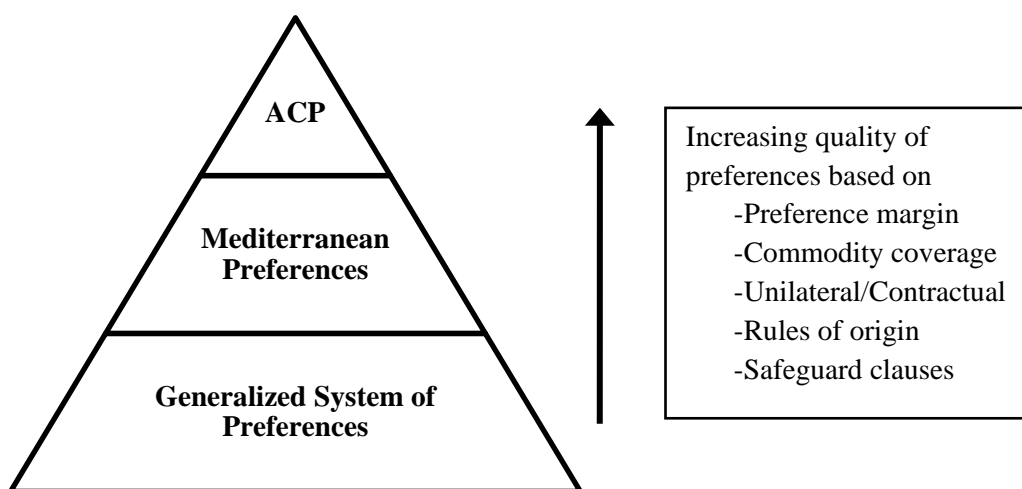 ACP
Mediterranean
Preferences
Generalized System of
Preferences
Increasing quality of
preferences based on
-Preference margin
-Commodity coverage
-Unilateral/Contractual
-Rules of origin
-Safeguard clauses